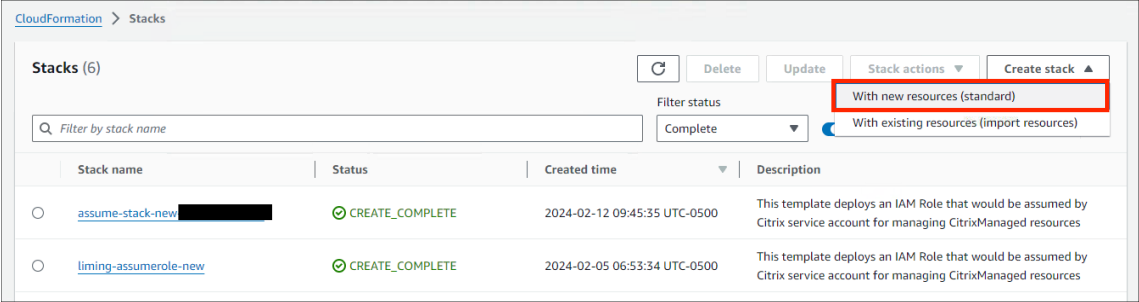 CloudFormation > Stacks
Stacks (6)
Delete
Update
Stack actions
Create stack
With new resources (standard)
With existing resources (import resources)
Filter status
Filter by stack name
Complete
Stack name
Status
Created time
Description
assume-stack-new
CREATE_COMPLETE
2024-02-12 09:45:35 UTC-0500
This template deploys an IAM Role that would be assumed by
Citrix service account for managing CitrixManaged resources
liming-assumerole-new
CREATE_COMPLETE
2024-02-05 06:53:34 UTC-0500
This template deploys an IAM Role that would be assumed by
Citrix service account for managing CitrixManaged resources